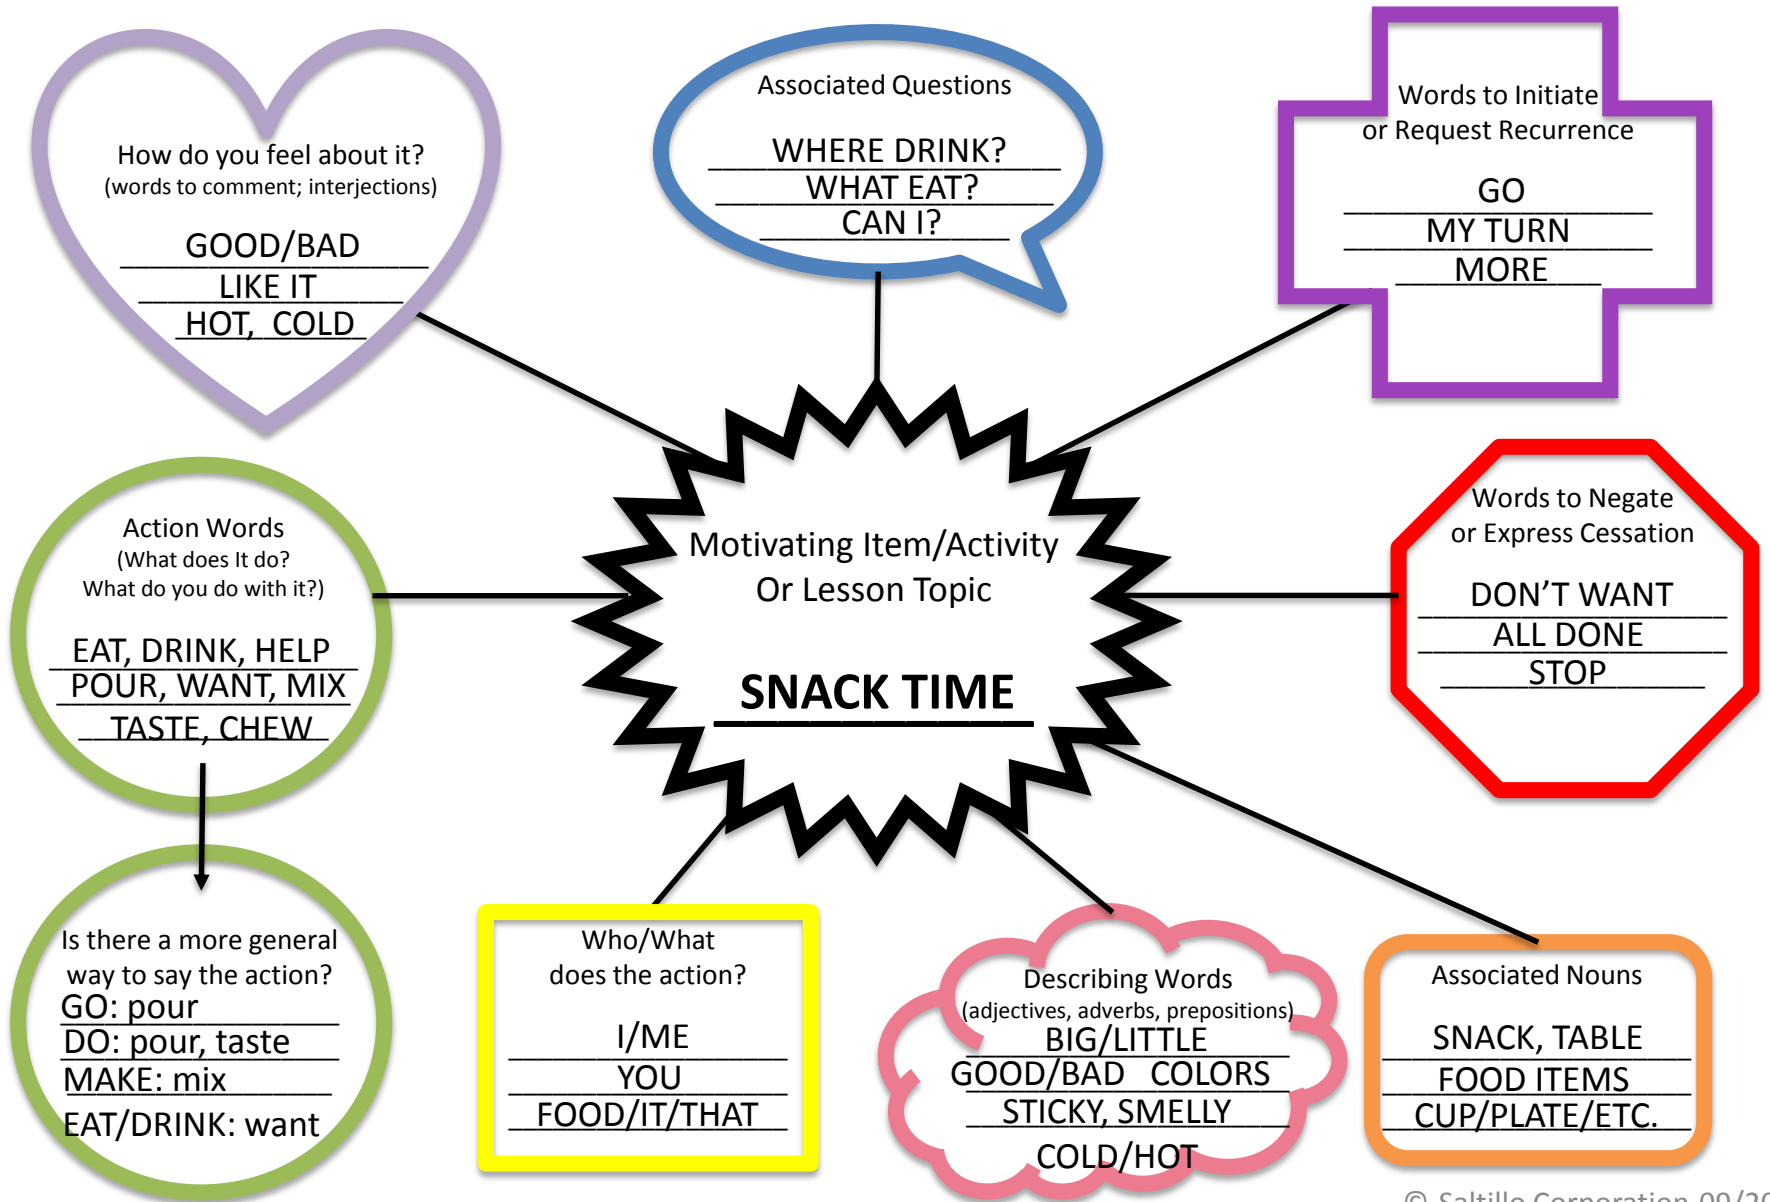 How do you feel about it?
(words to comment; interjections)
GOOD/BAD
LIKE IT
HOT, COLD
Associated Questions
WHERE DRINK?
WHAT EAT?
CAN I?
Words to Initiate
or Request Recurrence
GO
MY TURN
MORE
Action Words
(What does It do?
What do you do with it?)
EAT, DRINK, HELP
POUR, WANT, MIX
TASTE, CHEW
Motivating Item/Activity
Or Lesson Topic
SNACK TIME
Words to Negate
or Express Cessation
DON'T WANT
ALL DONE
STOP
Is there a more general
way to say the action?
GO: pour
DO: pour, taste
MAKE: mix
EAT/DRINK: want
Who/What
does the action?
I/ME
YOU
FOOD/IT/THAT
Describing Words
(adjectives, adverbs, prepositions)
BIG/LITTLE
GOOD/BAD COLORS
STICKY, SMELLY
COLD/HOT
Associated Nouns
SNACK, TABLE
FOOD ITEMS
CUP/PLATE/ETC.
© Saltillo Corporation